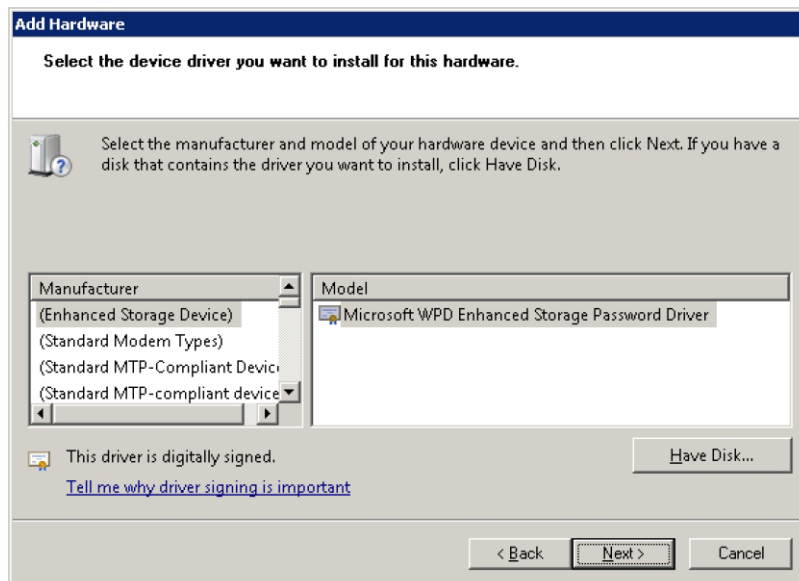 Add Hardware
Select the device driver you want to install for this hardware.
Select the manufacturer and model of your hardware device and then click Next. If you have a
disk that contains the driver you want to install, click Have Disk.
Manufacturer
(Enhanced Storage Device)
(Standard Modem Types)
(Standard MTP-Compliant Devic
(Standard MTP-compliant device
Model
Microsoft WPD Enhanced Storage Password Driver
This driver is digitally signed.
Tell me why driver signing is important
Have Disk...
< Back
Next >
Cancel